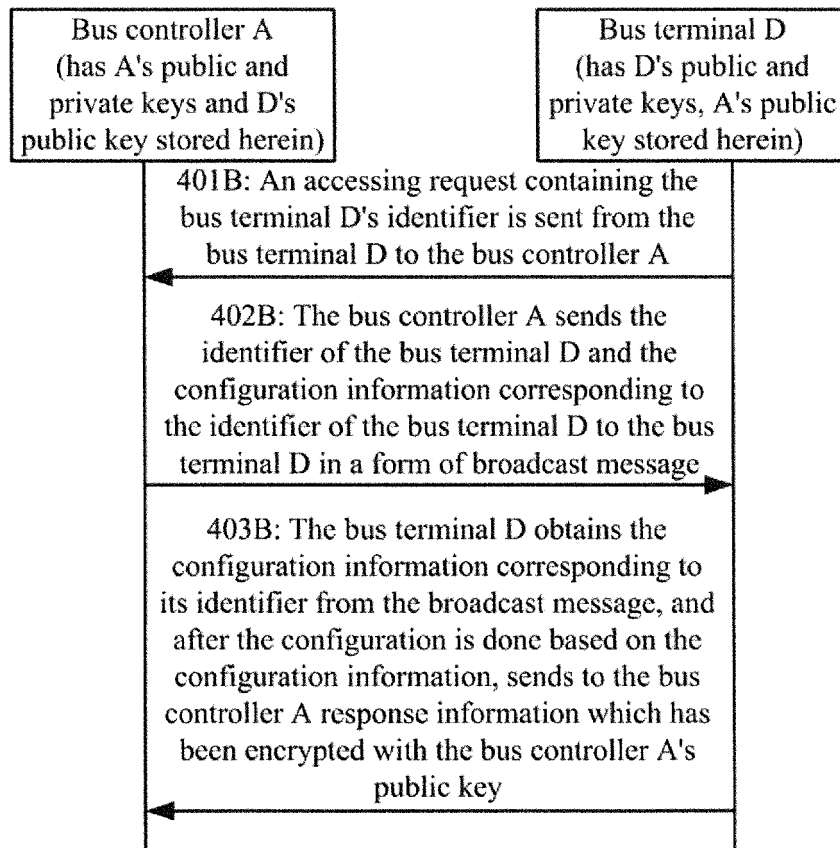 Bus controller A
(has A's public and
private keys and D's
public key stored herein)
Bus terminal D
(has D's public and
private keys, A's public
key stored herein)
401B: An accessing request containing the
bus terminal D's identifier is sent from the
bus terminal D to the bus controller A
402B: The bus controller A sends the
identifier of the bus terminal D and the
configuration information corresponding to
the identifier of the bus terminal D to the bus
terminal D in a form of broadcast message
403B: The bus terminal D obtains the
configuration information corresponding to
its identifier from the broadcast message, and
after the configuration is done based on the
configuration information, sends to the bus
controller A response information which has
been encrypted with the bus controller A's
public key